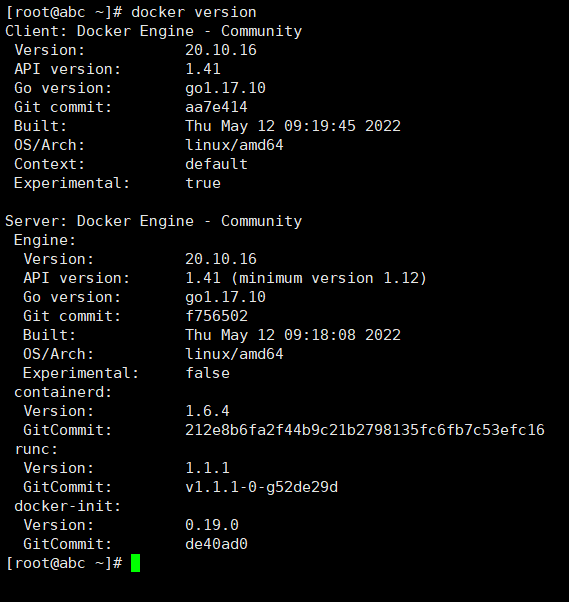 [root@abc ~]# docker version
Client: Docker Engine - Community
 Version:           20.10.16
 API version:       1.41
 Go version:        go1.17.10
 Git commit:        aa7e414
 Built:             Thu May 12 09:19:45 2022
 OS/Arch:           linux/amd64
 Context:           default
 Experimental:      true

Server: Docker Engine - Community
 Engine:
  Version:          20.10.16
  API version:      1.41 (minimum version 1.12)
  Go version:       go1.17.10
  Git commit:       f756502
  Built:            Thu May 12 09:18:08 2022
  OS/Arch:          linux/amd64
  Experimental:     false
 containerd:
  Version:          1.6.4
  GitCommit:        212e8b6fa2f44b9c21b2798135fc6fb7c53efc16
 runc:
  Version:          1.1.1
  GitCommit:        v1.1.1-0-g52de29d
 docker-init:
  Version:          0.19.0
  GitCommit:        de40ad0
[root@abc ~]#